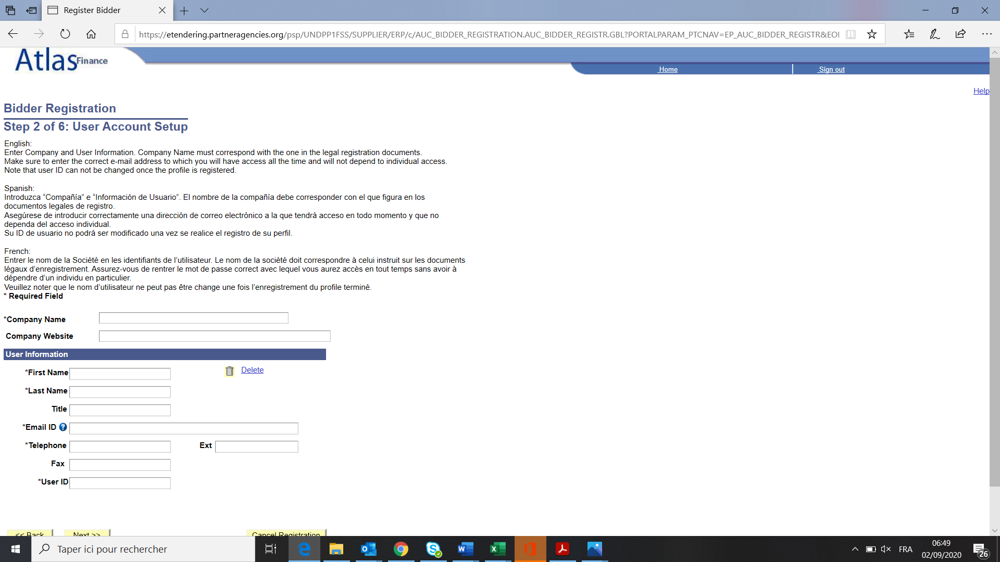 Register Bidder
https://etendering.partneragencies.org/psp/UNDPP1FSS/SUPPLIER/ERP/c/AUC_BIDDER_REGISTRATION.AUC_BIDDER_REGISTR.GBL?PORTALPARAM_PTCNAV=EP_AUC_BIDDER_REGISTR&EOI
Atlas Finance
Home
Sign out
Help
Bidder Registration
Step 2 of 6: User Account Setup
English:
Enter Company and User Information. Company Name must correspond with the one in the legal registration documents.
Make sure to enter the correct e-mail address to which you will have access all the time and will not depend to individual access.
Note that user ID can not be changed once the profile is registered.
Spanish:
Introduzca “Compañía” e “Información de Usuario”. El nombre de la compañía debe corresponder con el que figura en los
documentos legales de registro.
Asegúrese de introducir correctamente una dirección de correo electrónico a la que tendrá acceso en todo momento y que no
dependa del acceso individual.
Su ID de usuario no podrá ser modificado una vez se realice el registro de su perfil.
French:
Entrer le nom de la Société en les identifiants de l’utilisateur. Le nom de la société doit correspondre à celui instruit sur les documents
légaux d’enregistrement. Assurez-vous de rentrer le mot de passe correct avec lequel vous aurez accès en tout temps sans avoir à
dépendre d’un individu en particulier.
Veuillez noter que le nom d’utilisateur ne peut pas être change une fois l’enregistrement du profile terminé.
* Required Field
*Company Name
Company Website
User Information
*First Name
Delete
*Last Name
Title
*Email ID ?
*Telephone
Ext
Fax
*User ID
<< Back
Next >>
Cancel Registration
Taper ici pour rechercher
FRA
06:49
02/09/2020
26